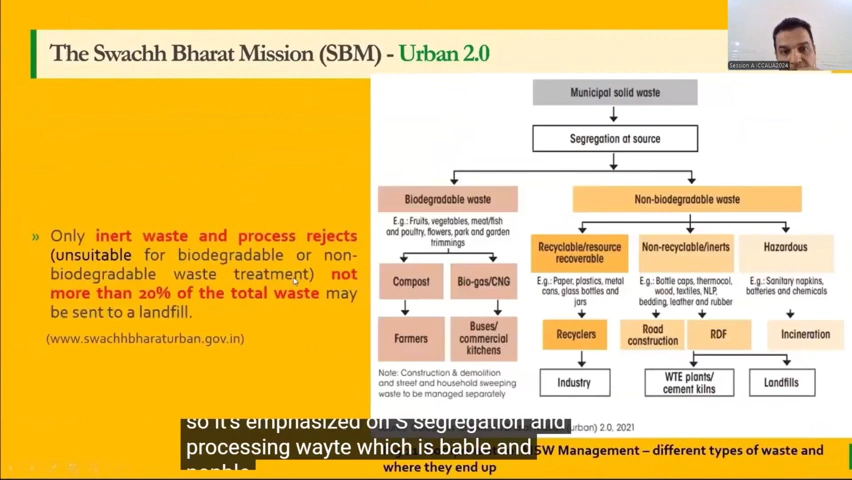 The Swachh Bharat Mission (SBM) - Urban 2.0
Session A ICCAUA2024
» Only inert waste and process rejects
(unsuitable for biodegradable or non-
biodegradable waste treatment) not
more than 20% of the total waste may
be sent to a landfill.
(www.swachhbharaturban.gov.in)
Municipal solid waste
Segregation at source
Biodegradable waste
E.g.: Fruits, vegetables, meat/fish
and poultry, flowers, park and garden
trimmings
Compost
Bio-gas/CNG
Farmers
Buses/
commercial
kitchens
Note: Construction & demolition
and street and household sweeping
waste to be managed separately
Non-biodegradable waste
Recyclable/resource
recoverable
E.g.: Paper, plastics, metal
cans, glass bottles and
jars
Recyclers
Industry
Non-recyclable/inerts
E.g.: Bottle caps, thermocol,
wood, textiles, NLP,
bedding, leather and rubber
Road
construction
RDF
WTE plants/
cement kilns
Landfills
Hazardous
E.g.: Sanitary napkins,
batteries and chemicals
Incineration
urban) 2.0, 2021
SW Management – different types of waste and
where they end up
so it's emphasized on S segregation and
processing wayte which is bable and